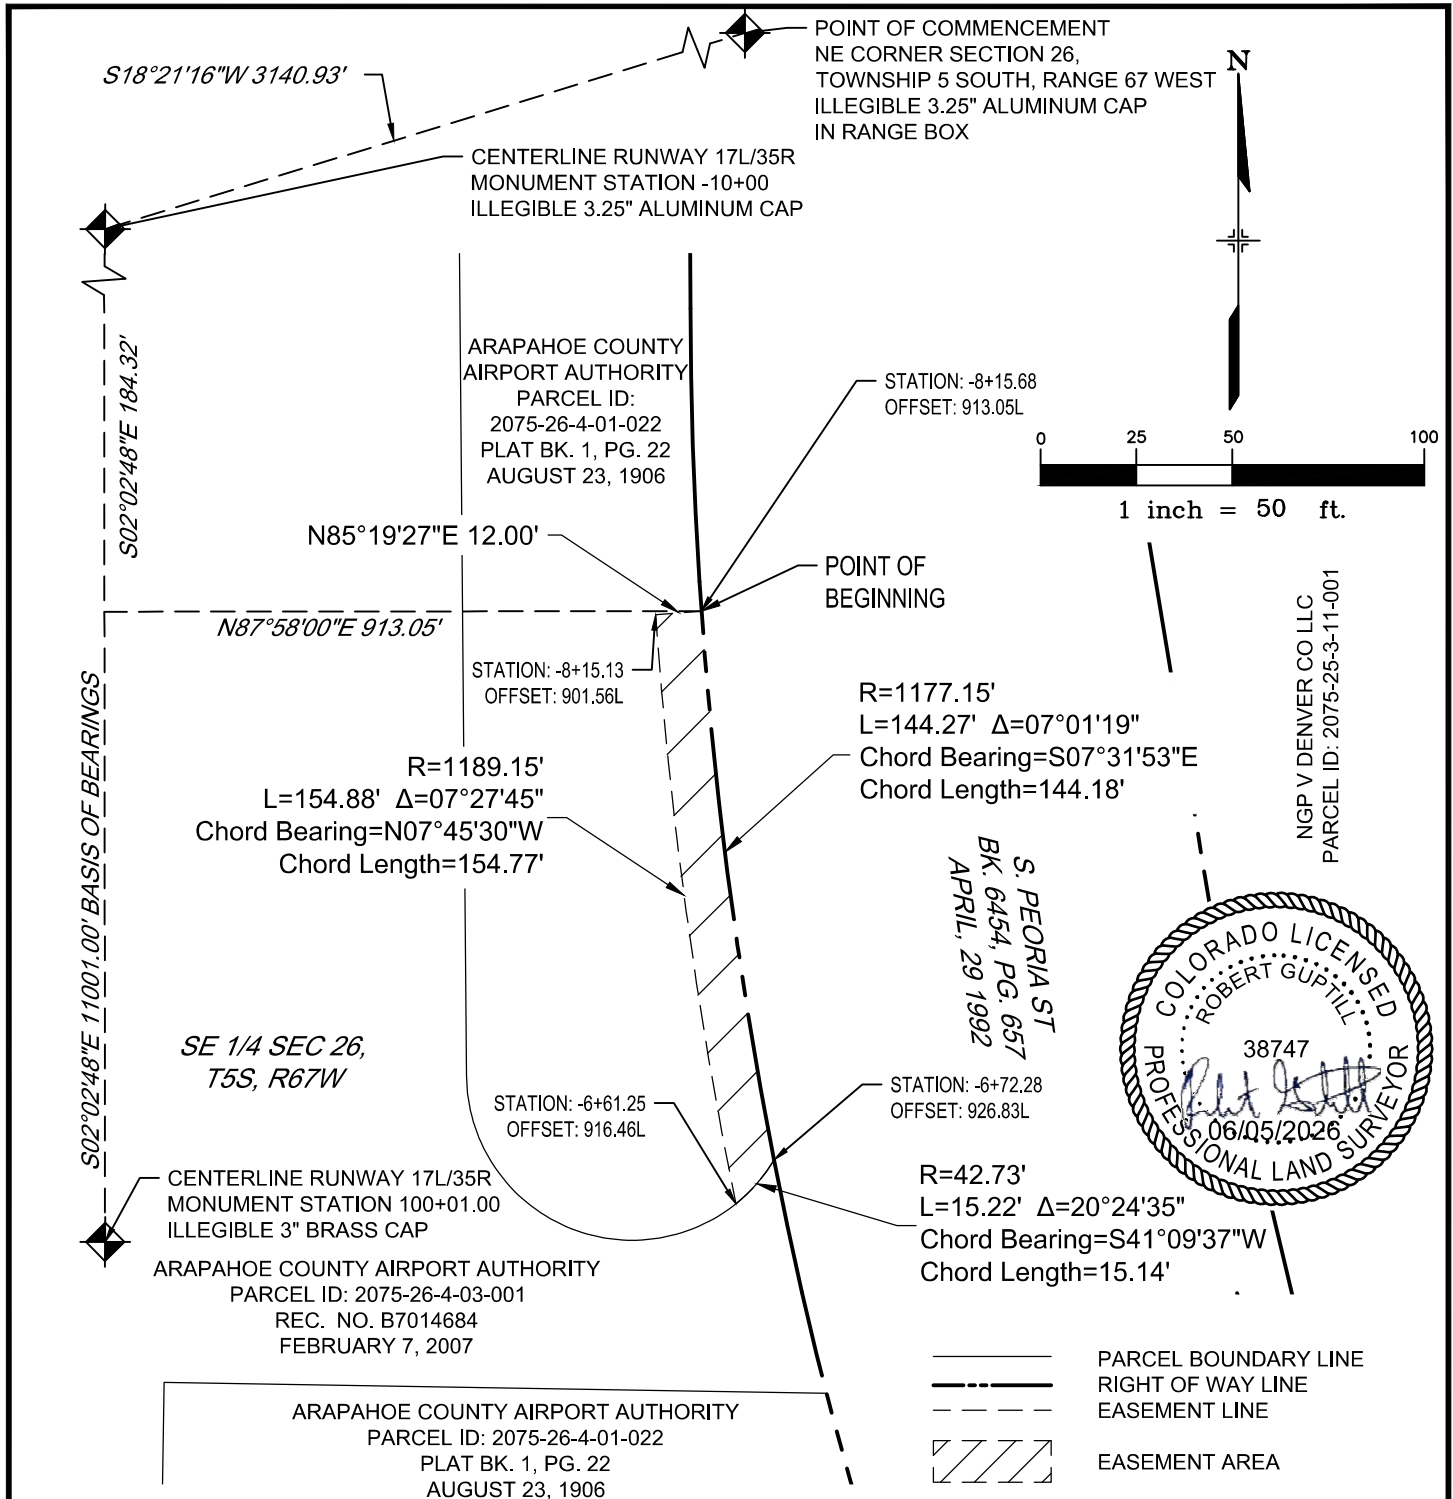 S18°21'16"W 3140.93'
POINT OF COMMENCEMENT
NE CORNER SECTION 26,
TOWNSHIP 5 SOUTH, RANGE 67 WEST
ILLEGIBLE 3.25" ALUMINUM CAP
IN RANGE BOX
N
CENTERLINE RUNWAY 17L/35R
MONUMENT STATION -10+00
ILLEGIBLE 3.25" ALUMINUM CAP
S02°02'48"E 184.32'
ARAPAHOE COUNTY
AIRPORT AUTHORITY
PARCEL ID:
2075-26-4-01-022
PLAT BK. 1, PG. 22
AUGUST 23, 1906
STATION: -8+15.68
OFFSET: 913.05L
0 25 50 100
1 inch = 50 ft.
N85°19'27"E 12.00'
POINT OF
BEGINNING
N87°58'00"E 913.05'
STATION: -8+15.13
OFFSET: 901.56L
NGP V DENVER CO LLC
PARCEL ID: 2075-25-3-11-001
R=1177.15'
L=144.27' Δ=07°01'19"
Chord Bearing=S07°31'53"E
Chord Length=144.18'
R=1189.15'
L=154.88' Δ=07°27'45"
Chord Bearing=N07°45'30"W
Chord Length=154.77'
S02°02'48"E 11001.00' BASIS OF BEARINGS
S. PEORIA ST
BK. 6454, PG. 657
APRIL, 29 1992
COLORADO LICENSED
ROBERT GUPTILL
38747
06/05/2026
PROFESSIONAL LAND SURVEYOR
SE 1/4 SEC 26,
T5S, R67W
STATION: -6+61.25
OFFSET: 916.46L
STATION: -6+72.28
OFFSET: 926.83L
CENTERLINE RUNWAY 17L/35R
MONUMENT STATION 100+01.00
ILLEGIBLE 3" BRASS CAP
R=42.73'
L=15.22' Δ=20°24'35"
Chord Bearing=S41°09'37"W
Chord Length=15.14'
ARAPAHOE COUNTY AIRPORT AUTHORITY
PARCEL ID: 2075-26-4-03-001
REC. NO. B7014684
FEBRUARY 7, 2007
PARCEL BOUNDARY LINE
RIGHT OF WAY LINE
EASEMENT LINE
EASEMENT AREA
ARAPAHOE COUNTY AIRPORT AUTHORITY
PARCEL ID: 2075-26-4-01-022
PLAT BK. 1, PG. 22
AUGUST 23, 1906